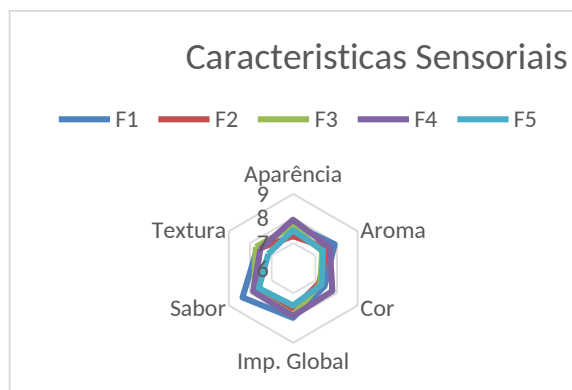 Caracteristicas Sensoriais
F1 F2 F3 F4 F5
Aparência
9
8
Textura Aroma
7
6
Sabor Cor
Imp. Global